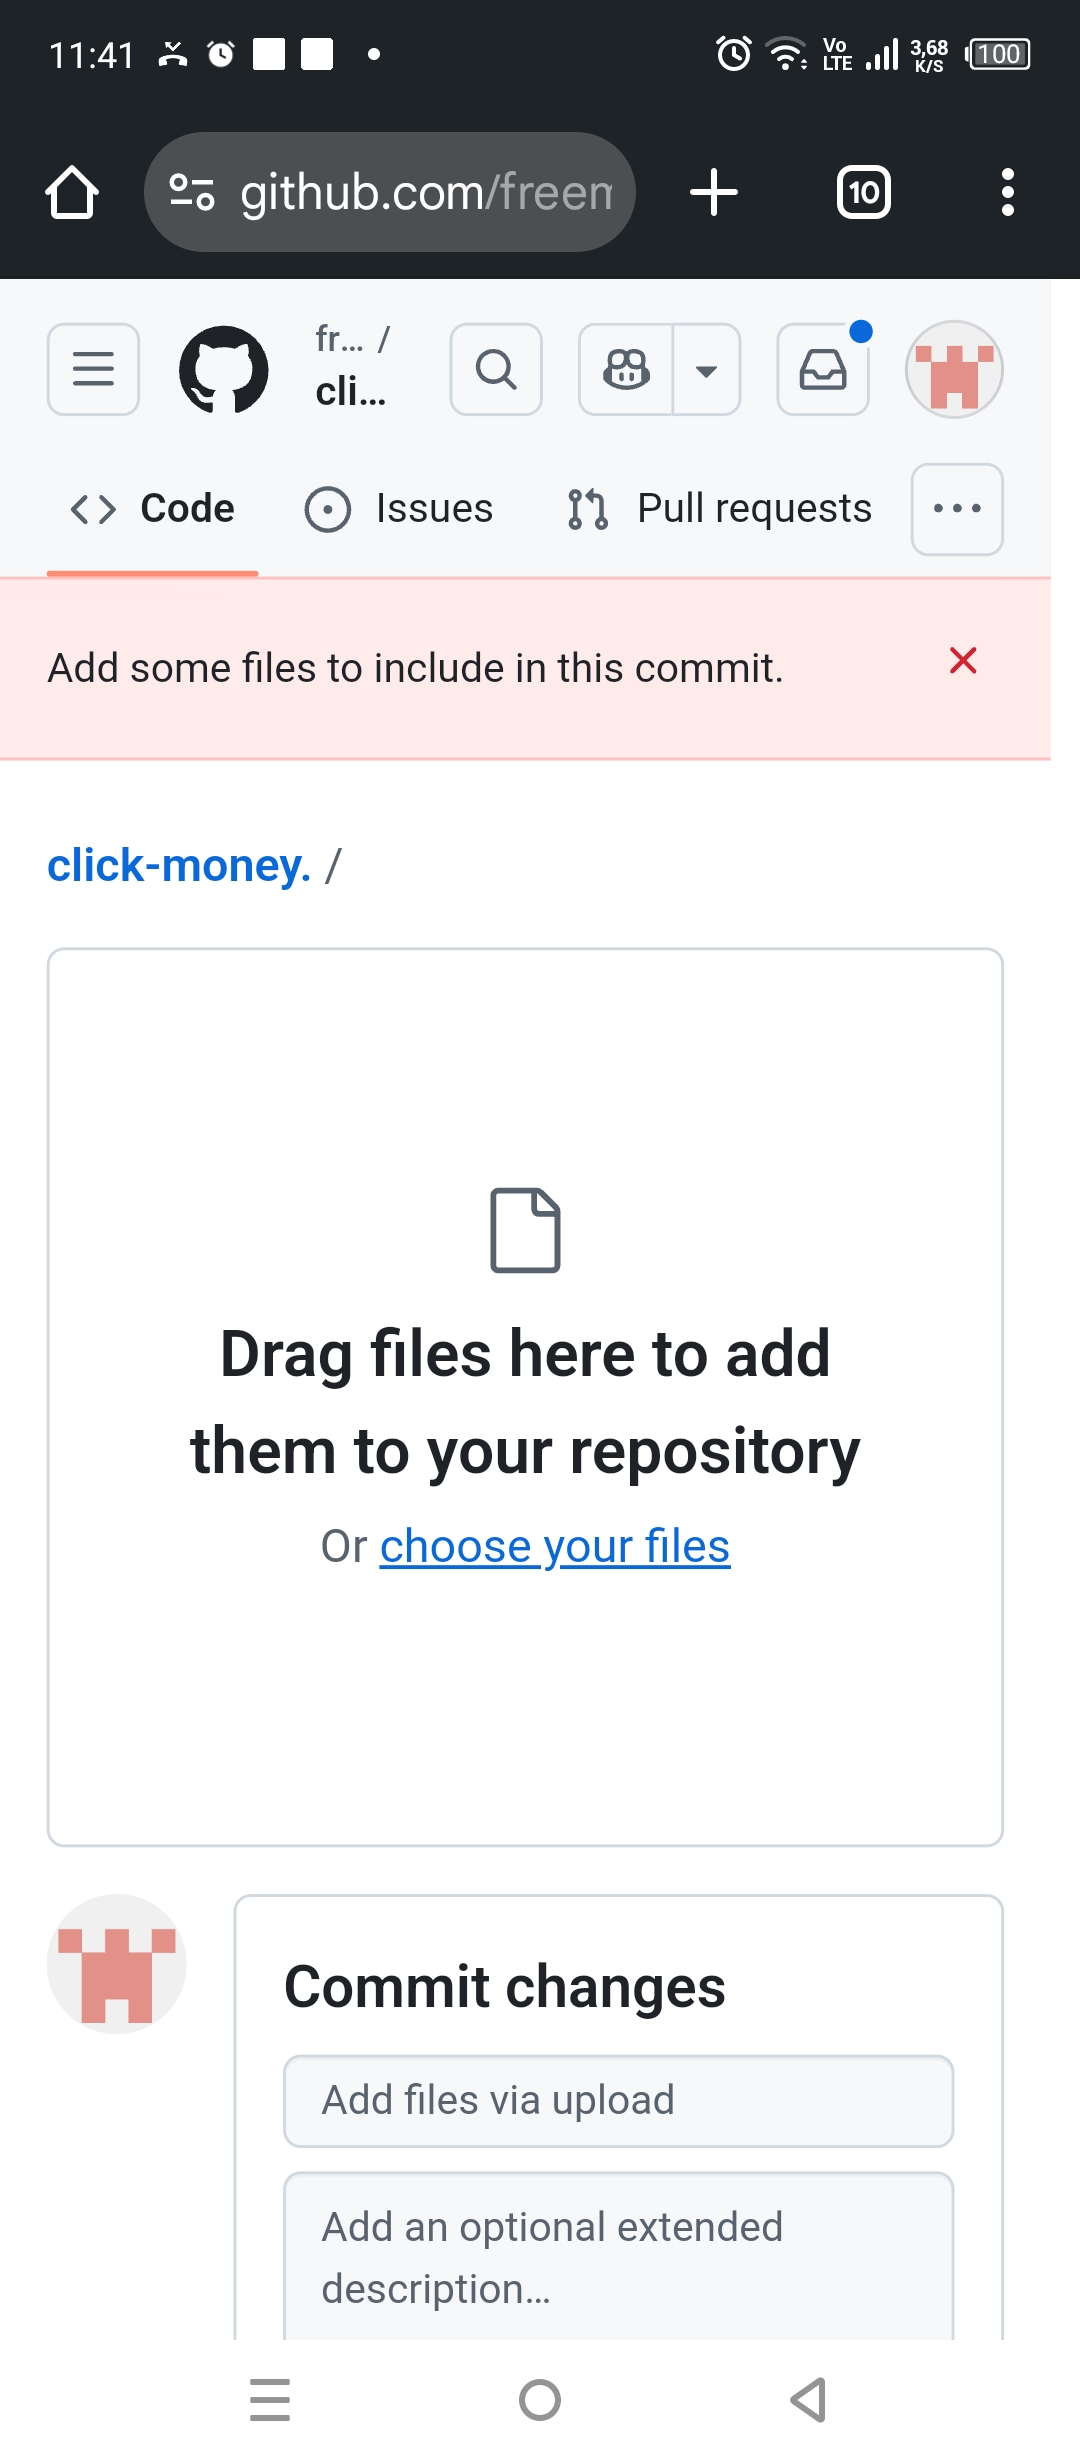 11:41
Vo
LTE
3,68
K/S
100
github.com/freem
10
fr... /
cli...
Code
Issues
Pull requests
Add some files to include in this commit.
click-money. /
Drag files here to add
them to your repository
Or choose your files
Commit changes
Add files via upload
Add an optional extended
description...